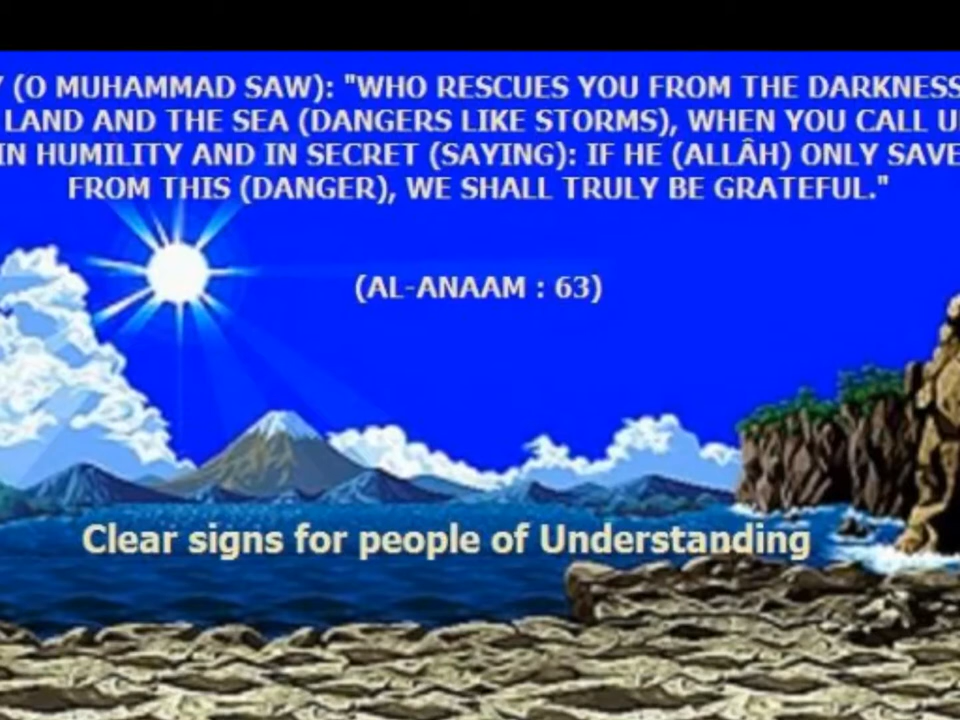 (O MUHAMMAD SAW): "WHO RESCUES YOU FROM THE DARKNESS
LAND AND THE SEA (DANGERS LIKE STORMS), WHEN YOU CALL
IN HUMILITY AND IN SECRET (SAYING): IF HE (ALLÂH) ONLY SAVE
FROM THIS (DANGER), WE SHALL TRULY BE GRATEFUL."
(AL-ANAAM : 63)
Clear signs for people of Understanding